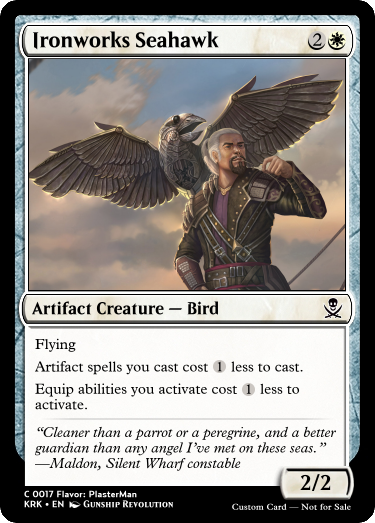 Ironworks Seahawk 2
Artifact Creature — Bird
Flying
Artifact spells you cast cost 1 less to cast.
Equip abilities you activate cost 1 less to
activate.
“Cleaner than a parrot or a peregrine, and a better
guardian than any angel I’ve met on these seas.”
—Maldon, Silent Wharf constable
2/2
C 0017 Flavor: PlasterMan
KRK • EN Gunship Revolution
Custom Card — Not for Sale